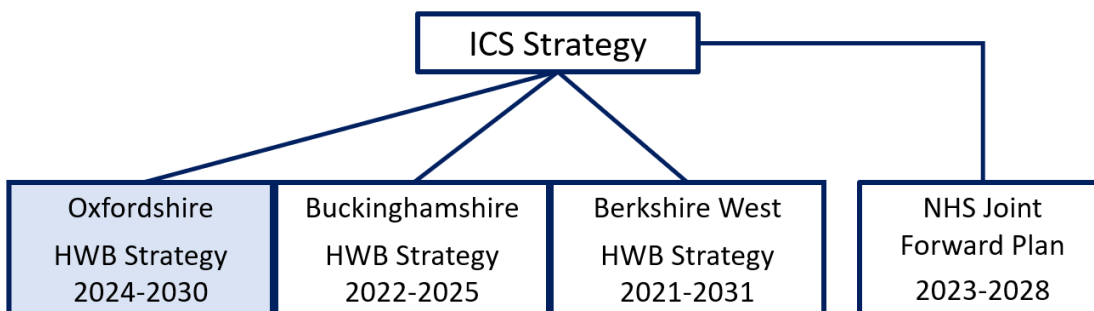 ICS Strategy
Oxfordshire
HWB Strategy
2024-2030
Buckinghamshire
HWB Strategy
2022-2025
Berkshire West
HWB Strategy
2021-2031
NHS Joint
Forward Plan
2023-2028